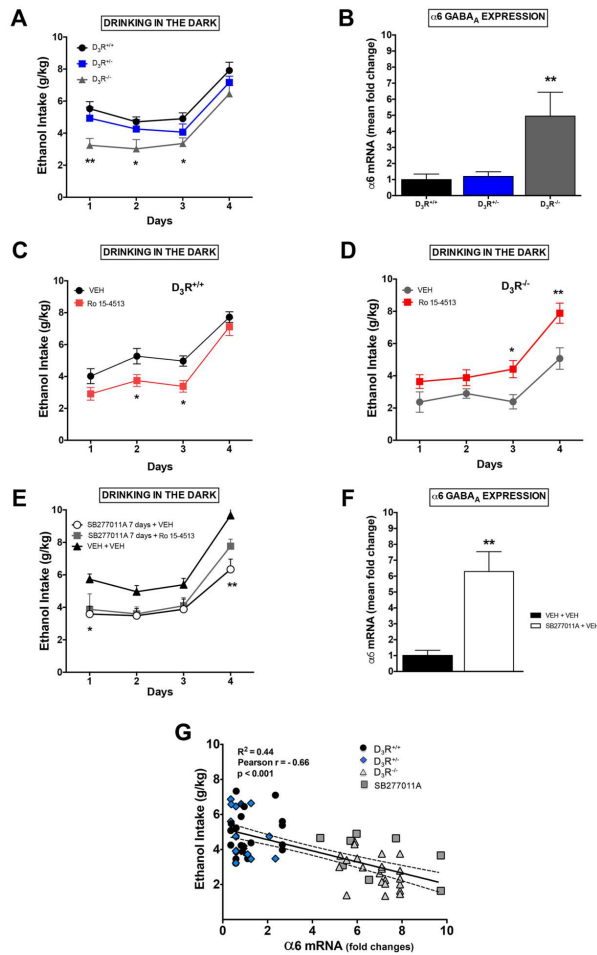 A
DRINKING IN THE DARK
D3R+/+
D3R+/-
D3R-/-
Ethanol Intake (g/kg)
10
8
6
4
2
0
**
*
*
1 2 3 4
Days
B
α6 GABAA EXPRESSION
α6 mRNA (mean fold change)
10
9
8
7
6
5
4
3
2
1
0
**
D3R+/+ D3R+/- D3R-/-
C
DRINKING IN THE DARK
D3R+/+
VEH
Ro 15-4513
Ethanol Intake (g/kg)
10
8
6
4
2
0
*
*
1 2 3 4
Days
D
DRINKING IN THE DARK
D3R-/-
VEH
Ro 15-4513
Ethanol Intake (g/kg)
10
8
6
4
2
0
*
**
1 2 3 4
Days
E
DRINKING IN THE DARK
SB277011A 7 days + VEH
SB277011A 7 days + Ro 15-4513
VEH + VEH
Ethanol Intake (g/kg)
10
8
6
4
2
0
*
**
1 2 3 4
Days
F
α6 GABAA EXPRESSION
α6 mRNA (mean fold change)
10
9
8
7
6
5
4
3
2
1
0
**
VEH + VEH
SB277011A + VEH
G
R2 = 0.44
Pearson r = - 0.66
p < 0.001
D3R+/+
D3R+/-
D3R-/-
SB277011A
Ethanol Intake (g/kg)
10
8
6
4
2
0
0 2 4 6 8 10
α6 mRNA (fold changes)